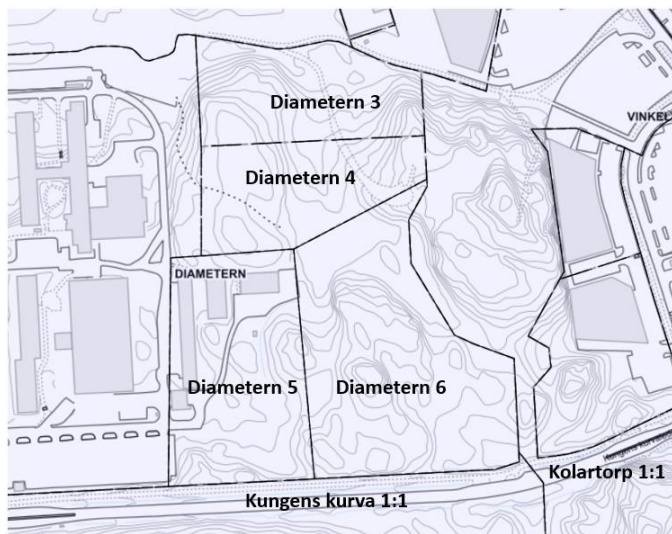 Diametern 3
VINKEL
Diametern 4
DIAMETERN
Diametern 5
Diametern 6
Kolartorp 1:1
Kungens kurva 1:1